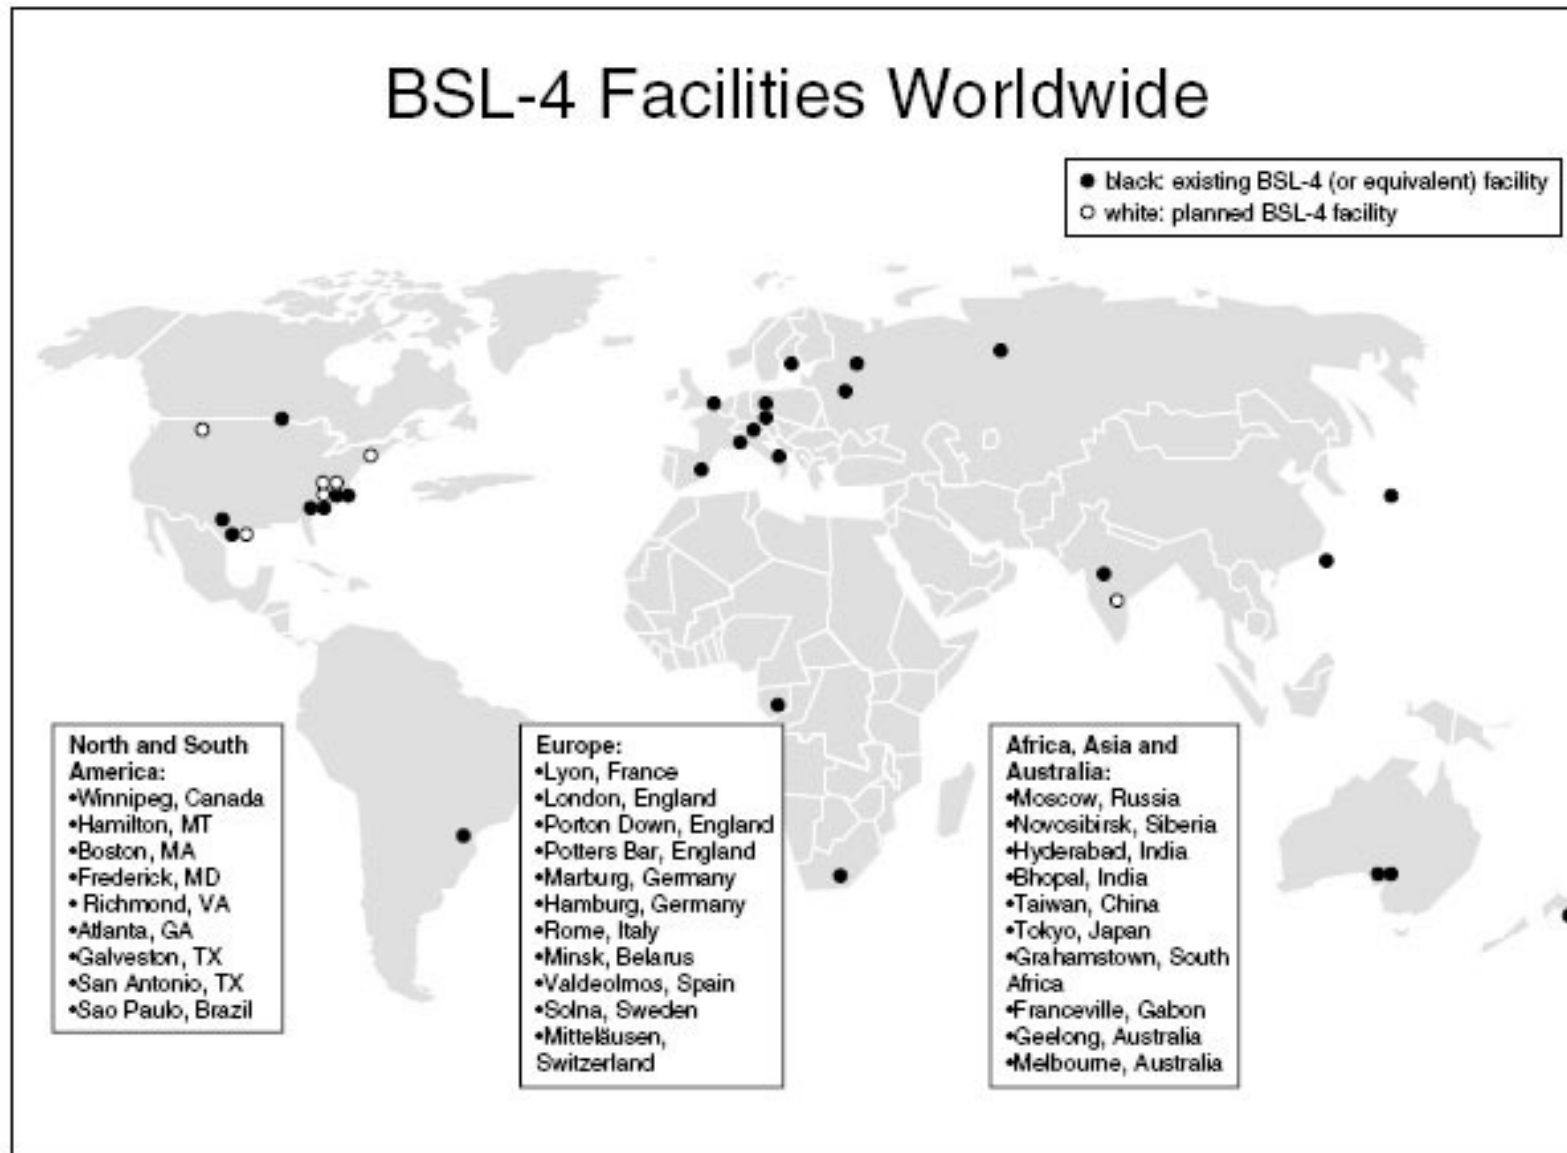 BSL-4 Facilities Worldwide
● black: existing BSL-4 (or equivalent) facility
○ white: planned BSL-4 facility
North and South
America:
•Winnipeg, Canada
•Hamilton, MT
•Boston, MA
•Frederick, MD
• Richmond, VA
•Atlanta, GA
•Galveston, TX
•San Antonio, TX
•Sao Paulo, Brazil
Europe:
•Lyon, France
•London, England
•Porton Down, England
•Potters Bar, England
•Marburg, Germany
•Hamburg, Germany
•Rome, Italy
•Minsk, Belarus
•Valdeolmos, Spain
•Solna, Sweden
•Mitteläusen,
Switzerland
Africa, Asia and
Australia:
•Moscow, Russia
•Novosibirsk, Siberia
•Hyderabad, India
•Bhopal, India
•Taiwan, China
•Tokyo, Japan
•Grahamstown, South
Africa
•Franceville, Gabon
•Geelong, Australia
•Melbourne, Australia